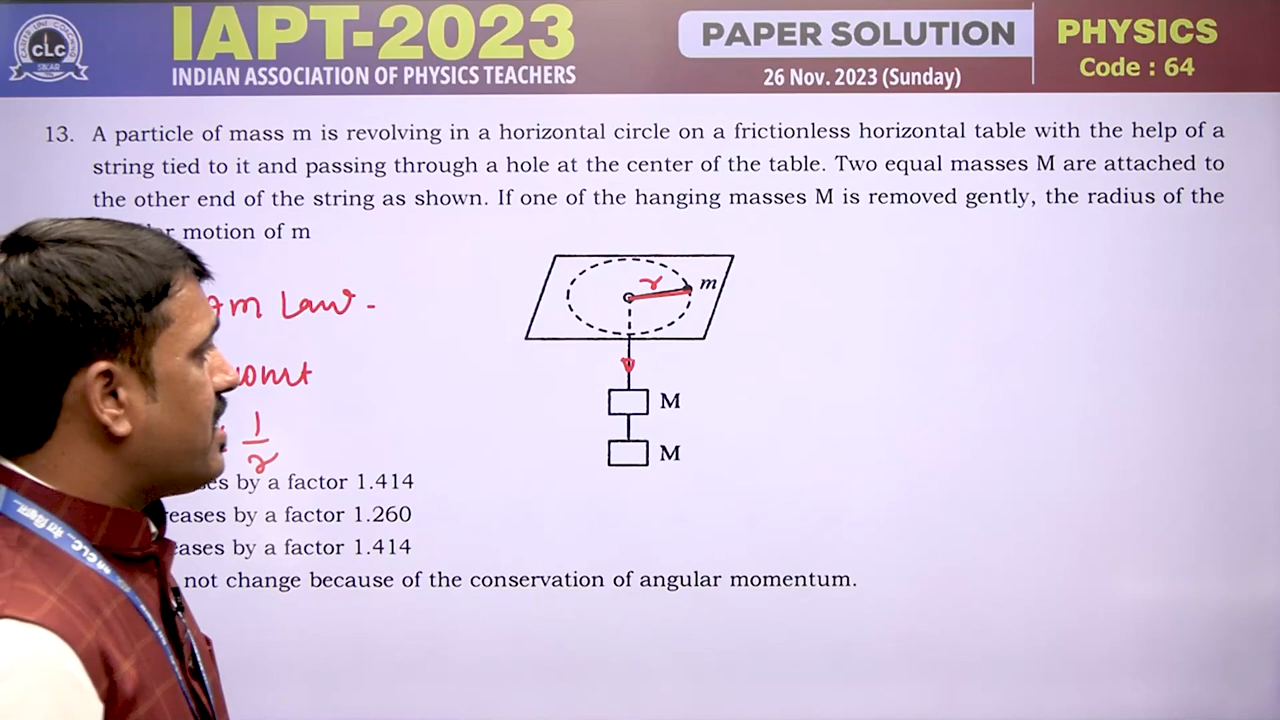 CLC
SIKAR
IAPT-2023
INDIAN ASSOCIATION OF PHYSICS TEACHERS
PAPER SOLUTION
26 Nov. 2023 (Sunday)
PHYSICS
Code : 64
13. A particle of mass m is revolving in a horizontal circle on a frictionless horizontal table with the help of a
string tied to it and passing through a hole at the center of the table. Two equal masses M are attached to
the other end of the string as shown. If one of the hanging masses M is removed gently, the radius of the
motion of m
r
m
Law -
1
r
M
M
by a factor 1.414
by a factor 1.260
by a factor 1.414
not change because of the conservation of angular momentum.